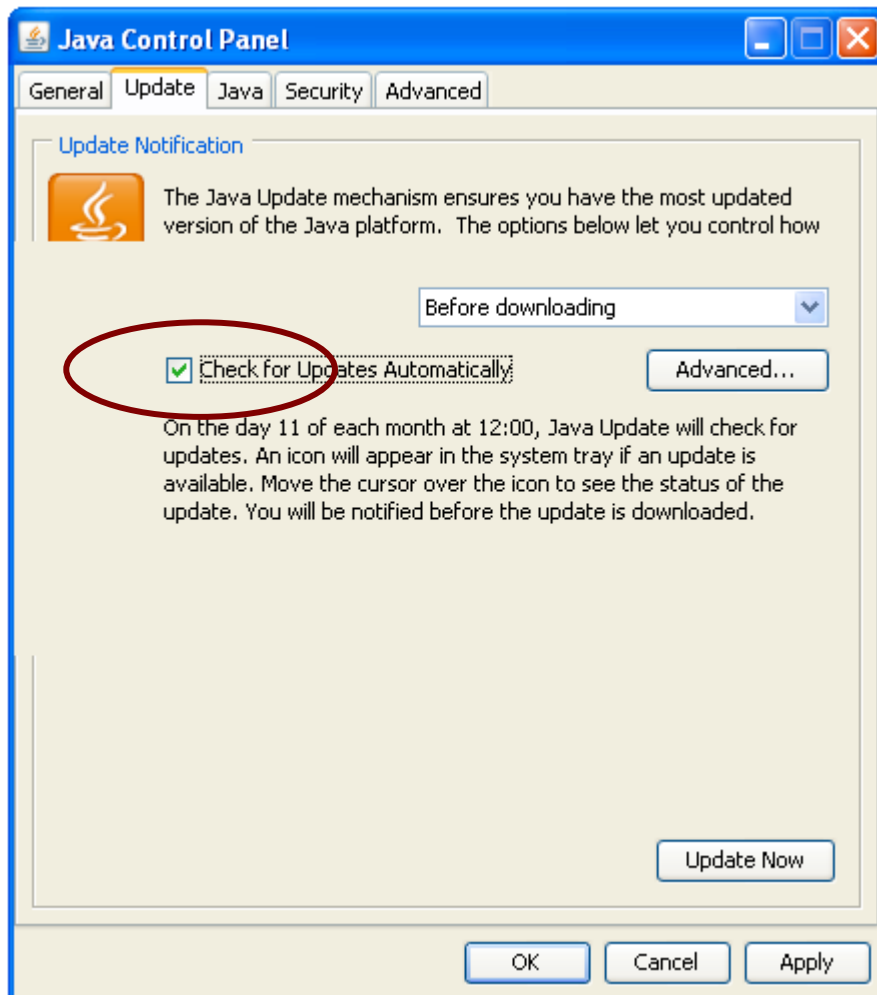 Java Control Panel
General Update Java Security Advanced
Update Notification
The Java Update mechanism ensures you have the most updated
version of the Java platform. The options below let you control how
Before downloading
Check for Updates Automatically Advanced...
On the day 11 of each month at 12:00, Java Update will check for
updates. An icon will appear in the system tray if an update is
available. Move the cursor over the icon to see the status of the
update. You will be notified before the update is downloaded.
Update Now
OK Cancel Apply